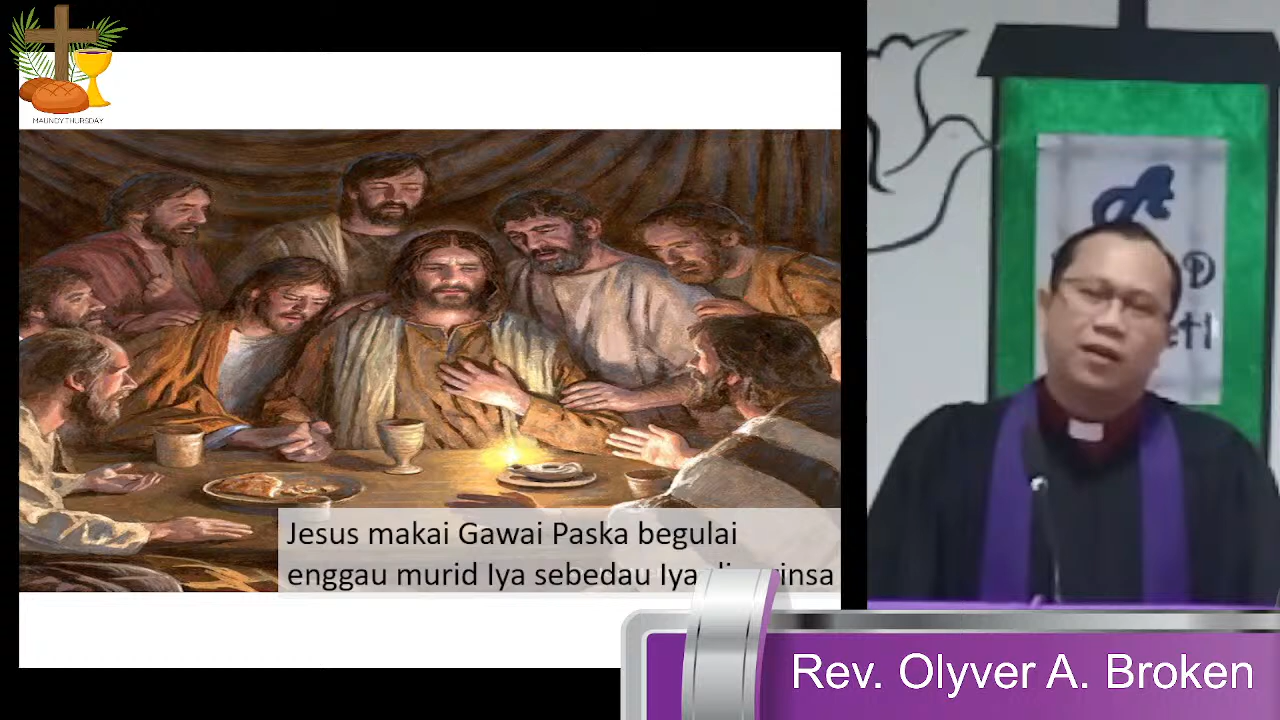 MAUNDY THURSDAY
Jesus makai Gawai Paska begulai
enggau murid Iya sebedau Iya
Rev. Olyver A. Broken